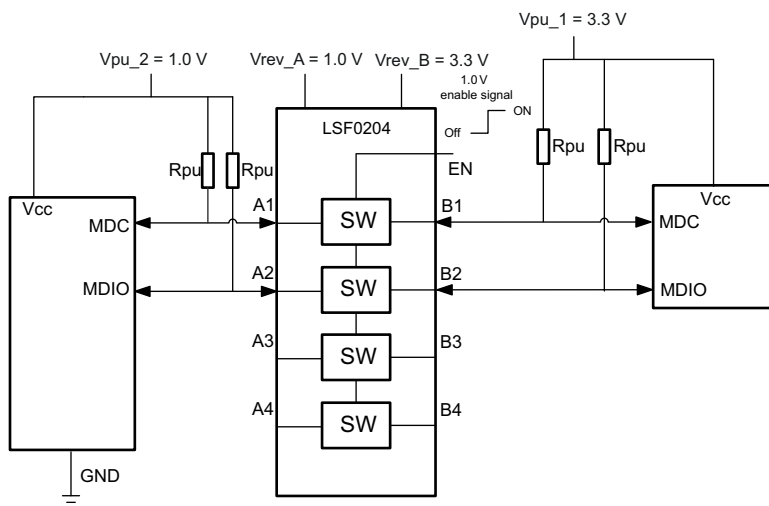 Vpu_1 = 3.3 V
Vpu_2 = 1.0 V
Vrev_A = 1.0 V
Vrev_B = 3.3 V
1.0 V
enable signal
ON
Off
LSF0204
EN
Rpu
Rpu
Rpu
Rpu
Vcc
Vcc
MDC
A1
SW
B1
MDC
MDIO
A2
SW
B2
MDIO
A3
SW
B3
A4
SW
B4
GND